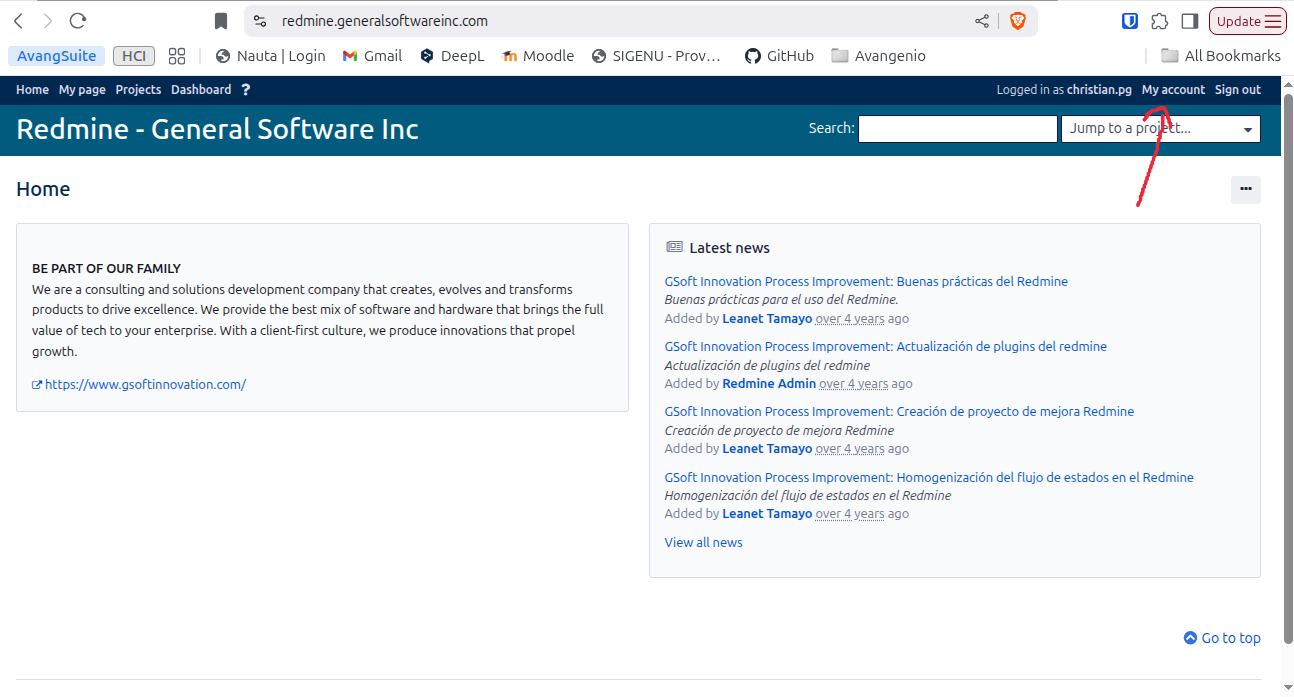 redmine.generalsoftwareinc.com Update
AvangSuite HCI Nauta | Login Gmail DeepL Moodle SIGENU - Prov... GitHub Avangenio All Bookmarks
Home My page Projects Dashboard ? Logged in as christian.pg My account Sign out
Redmine - General Software Inc Search: Jump to a project...
Home
BE PART OF OUR FAMILY
We are a consulting and solutions development company that creates, evolves and transforms
products to drive excellence. We provide the best mix of software and hardware that brings the full
value of tech to your enterprise. With a client-first culture, we produce innovations that propel
growth.
https://www.gsoftinnovation.com/
Latest news
GSoft Innovation Process Improvement: Buenas prácticas del Redmine
Buenas prácticas para el uso del Redmine.
Added by Leanet Tamayo over 4 years ago
GSoft Innovation Process Improvement: Actualización de plugins del redmine
Actualización de plugins del redmine
Added by Redmine Admin over 4 years ago
GSoft Innovation Process Improvement: Creación de proyecto de mejora Redmine
Creación de proyecto de mejora Redmine
Added by Leanet Tamayo over 4 years ago
GSoft Innovation Process Improvement: Homogenización del flujo de estados en el Redmine
Homogenización del flujo de estados en el Redmine
Added by Leanet Tamayo over 4 years ago
View all news
Go to top